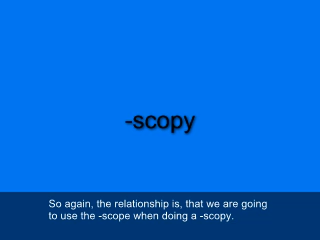 -scopy
So again, the relationship is, that we are going
to use the -scope when doing a -scopy.